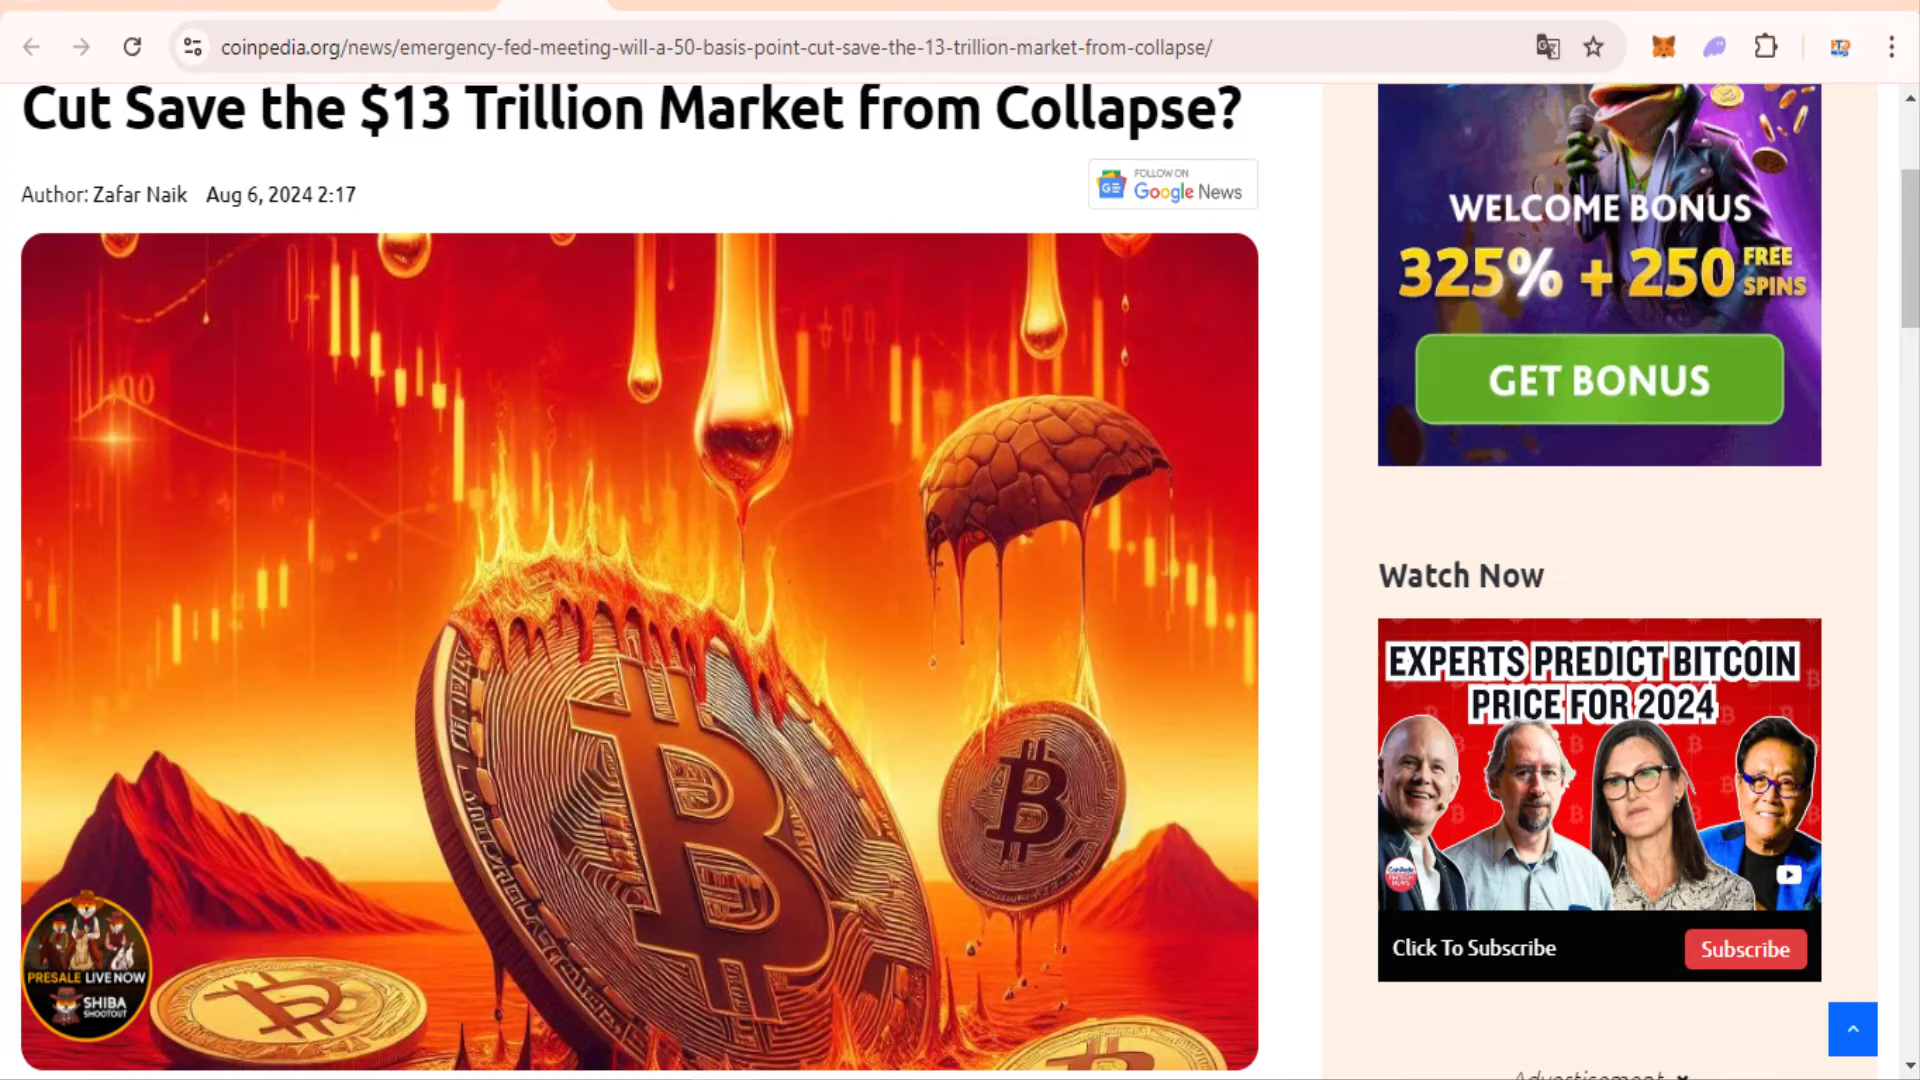 coinpedia.org/news/emergency-fed-meeting-will-a-50-basis-point-cut-save-the-13-trillion-market-from-collapse/
Cut Save the $13 Trillion Market from Collapse?
Author: Zafar Naik Aug 6, 2024 2:17
FOLLOW ON
Google News
PRESALE LIVE NOW
SHIBA
SHOOTOUT
WELCOME BONUS
325% + 250 FREE SPINS
GET BONUS
Watch Now
EXPERTS PREDICT BITCOIN
PRICE FOR 2024
Click To Subscribe
Subscribe
Advertisement